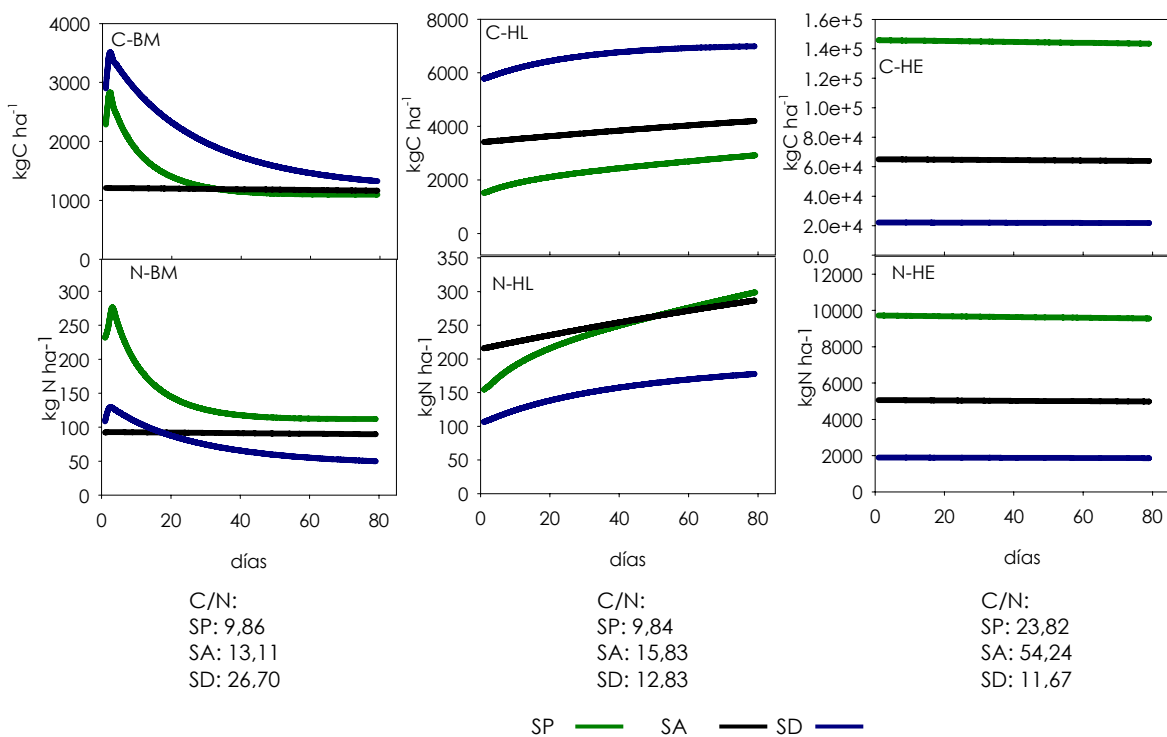 C-BM
4000
3000
2000
1000
0
kgC ha-1
C-HL
8000
6000
4000
2000
0
kgC ha-1
C-HE
1.6e+5
1.4e+5
1.2e+5
1.0e+5
8.0e+4
6.0e+4
4.0e+4
2.0e+4
0.0
kgC ha-1
N-BM
300
250
200
150
100
50
0
kgN ha-1
0 20 40 60 80
días
N-HL
350
300
250
200
150
100
50
0
kgN ha-1
0 20 40 60 80
días
N-HE
10000
12000
8000
6000
4000
2000
0
kgN ha-1
0 20 40 60 80
días
C/N:
SP: 9,86
SA: 13,11
SD: 26,70
C/N:
SP: 9,84
SA: 15,83
SD: 12,83
C/N:
SP: 23,82
SA: 54,24
SD: 11,67
SP SA SD